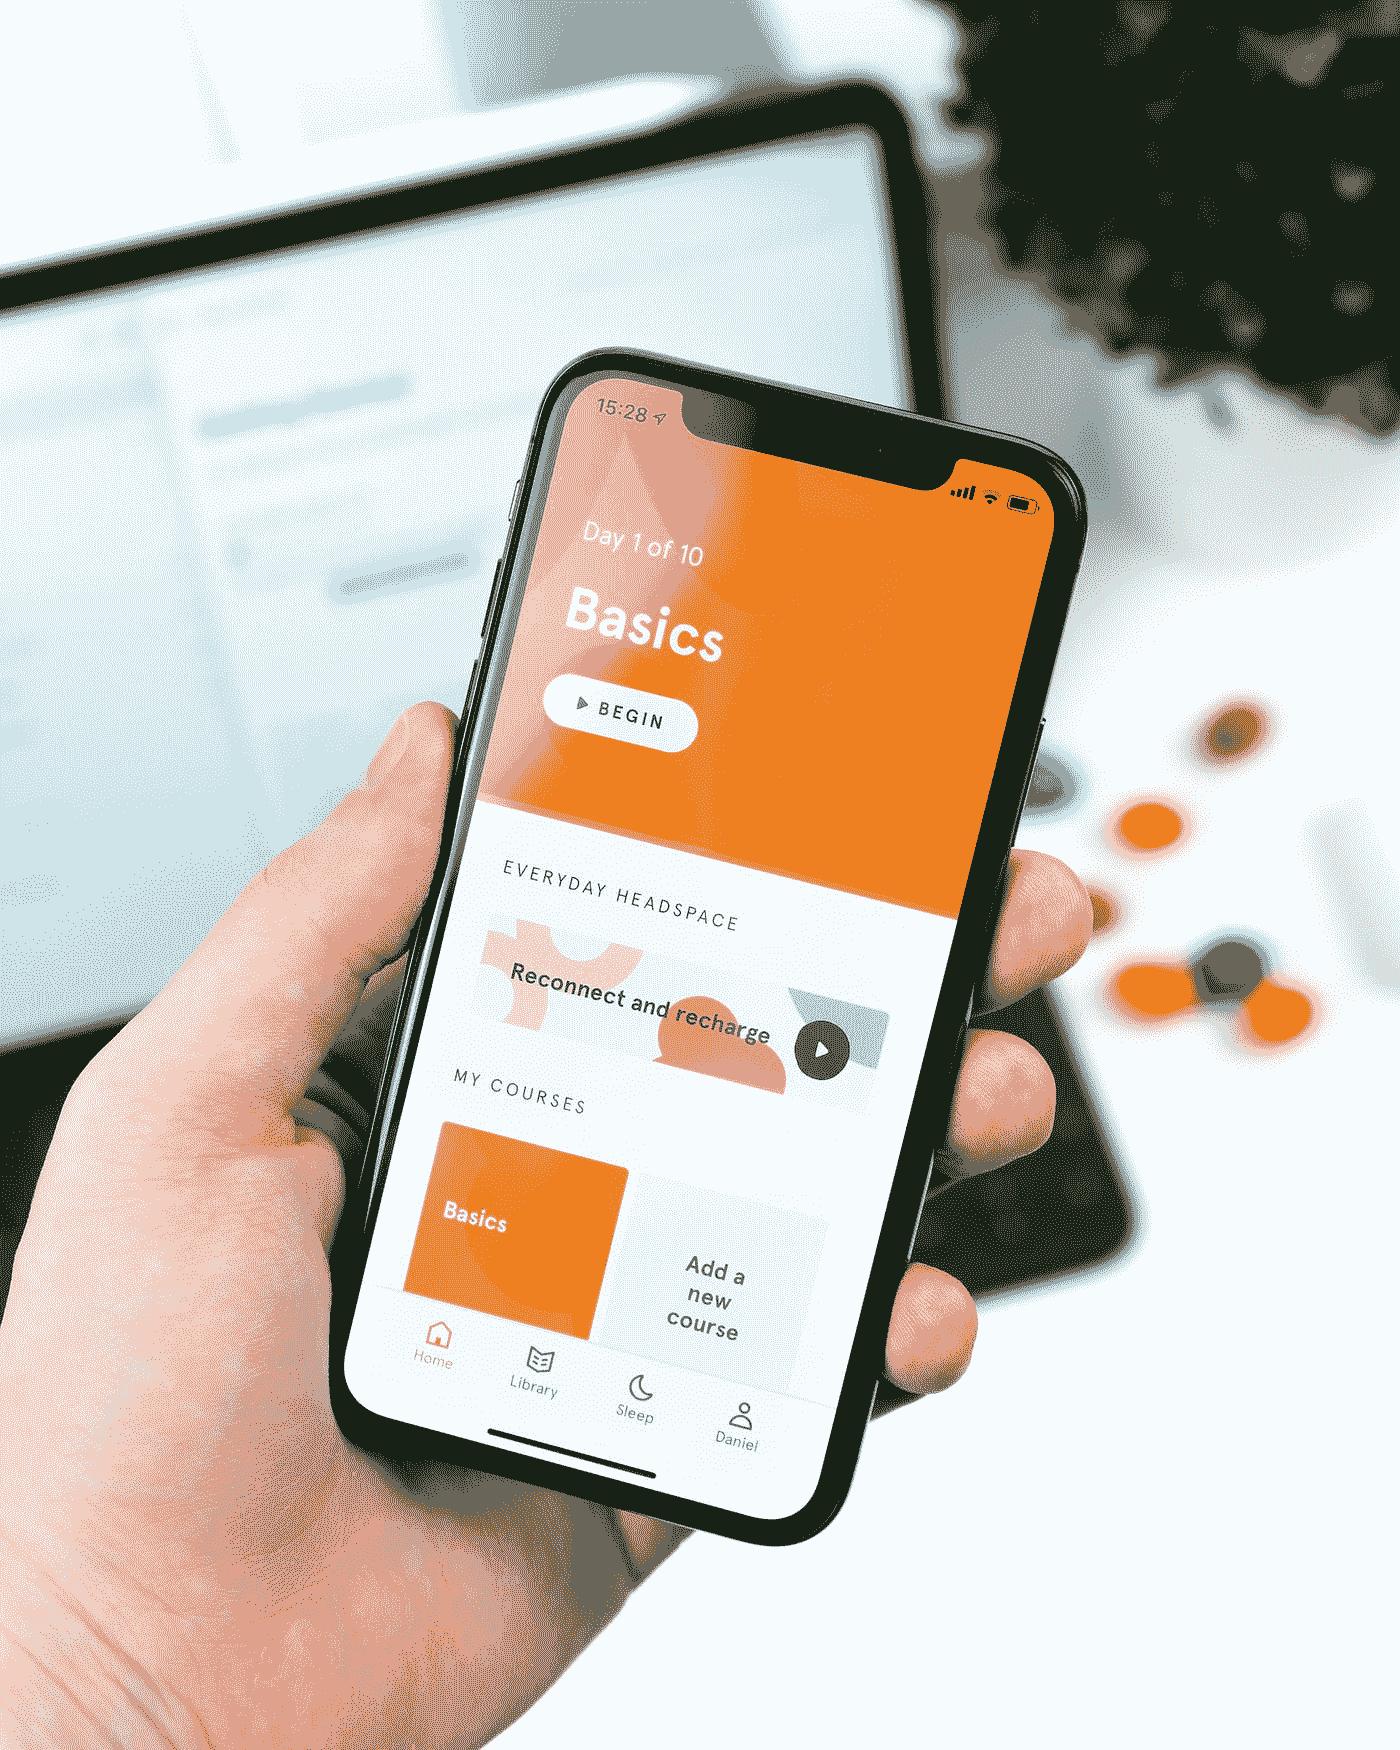 15:28
Day 1 of 10
Basics
BEGIN
EVERYDAY HEADSPACE
Reconnect and recharge
MY COURSES
Basics
Add a
new
course
Home
Library
Sleep
Daniel